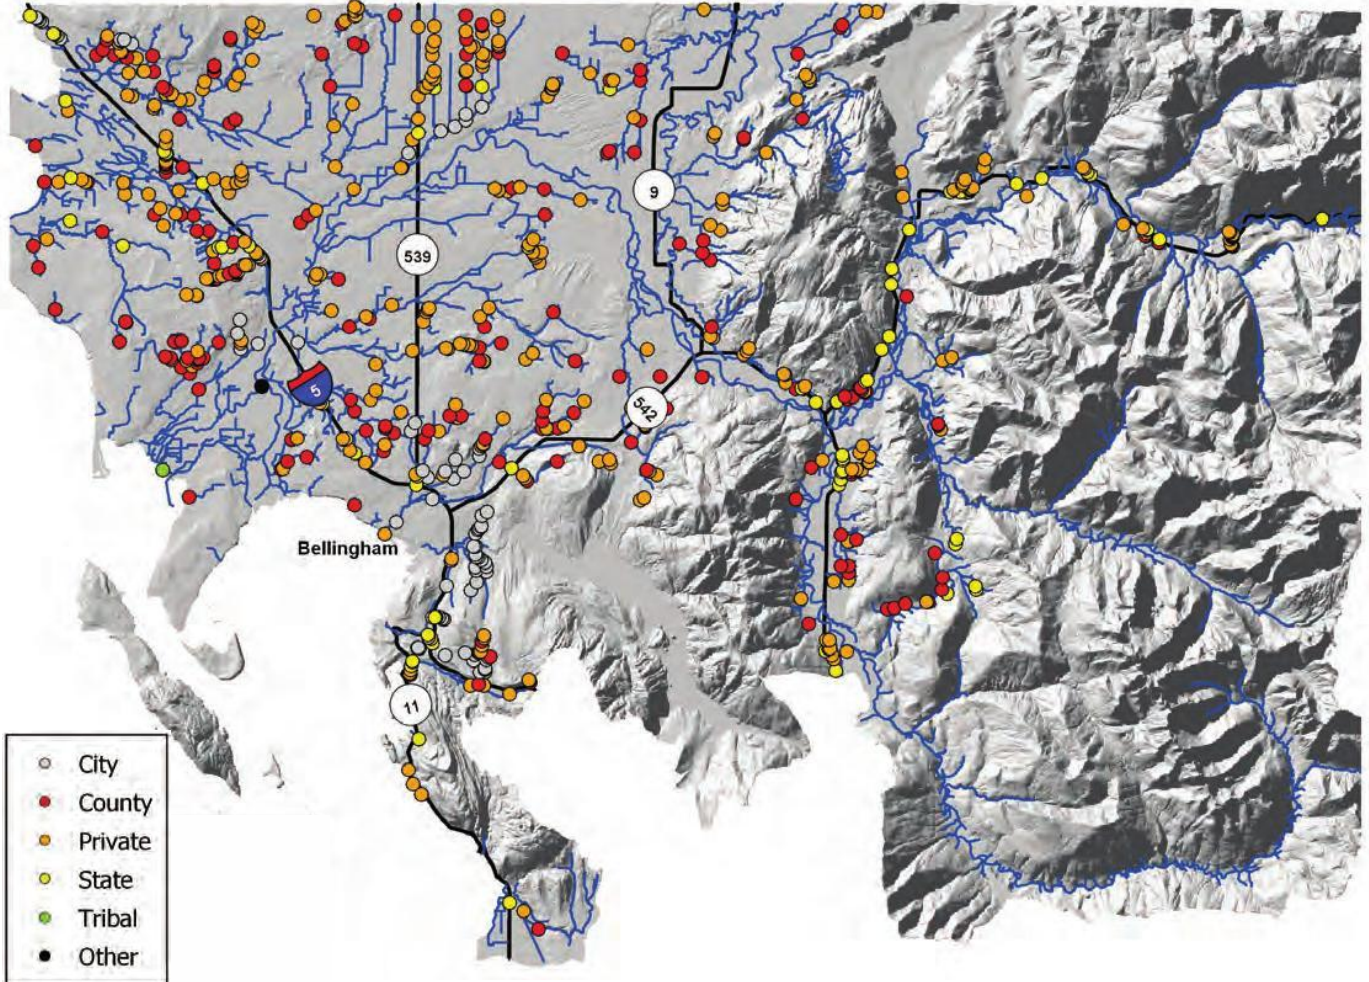 9
539
5
542
Bellingham
11
City
County
Private
State
Tribal
Other